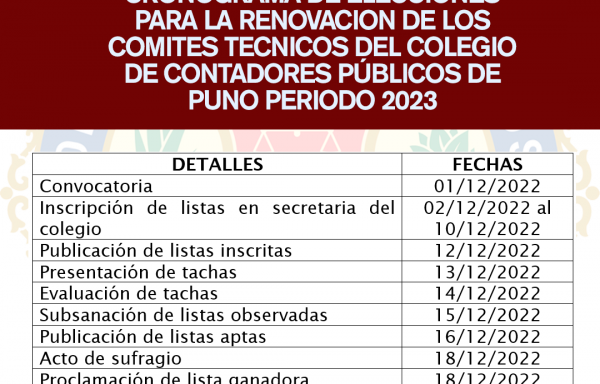 CRONOGRAMA DE ELECCIONES
PARA LA RENOVACION DE LOS
COMITES TECNICOS DEL COLEGIO
DE CONTADORES PÚBLICOS DE
PUNO PERIODO 2023
DETALLES FECHAS
Convocatoria 01/12/2022
Inscripción de listas en secretaria del 02/12/2022 al
colegio 10/12/2022
Publicación de listas inscritas 12/12/2022
Presentación de tachas 13/12/2022
Evaluación de tachas 14/12/2022
Subsanación de listas observadas 15/12/2022
Publicación de listas aptas 16/12/2022
Acto de sufragio 18/12/2022
Proclamación de lista ganadora 18/12/2022